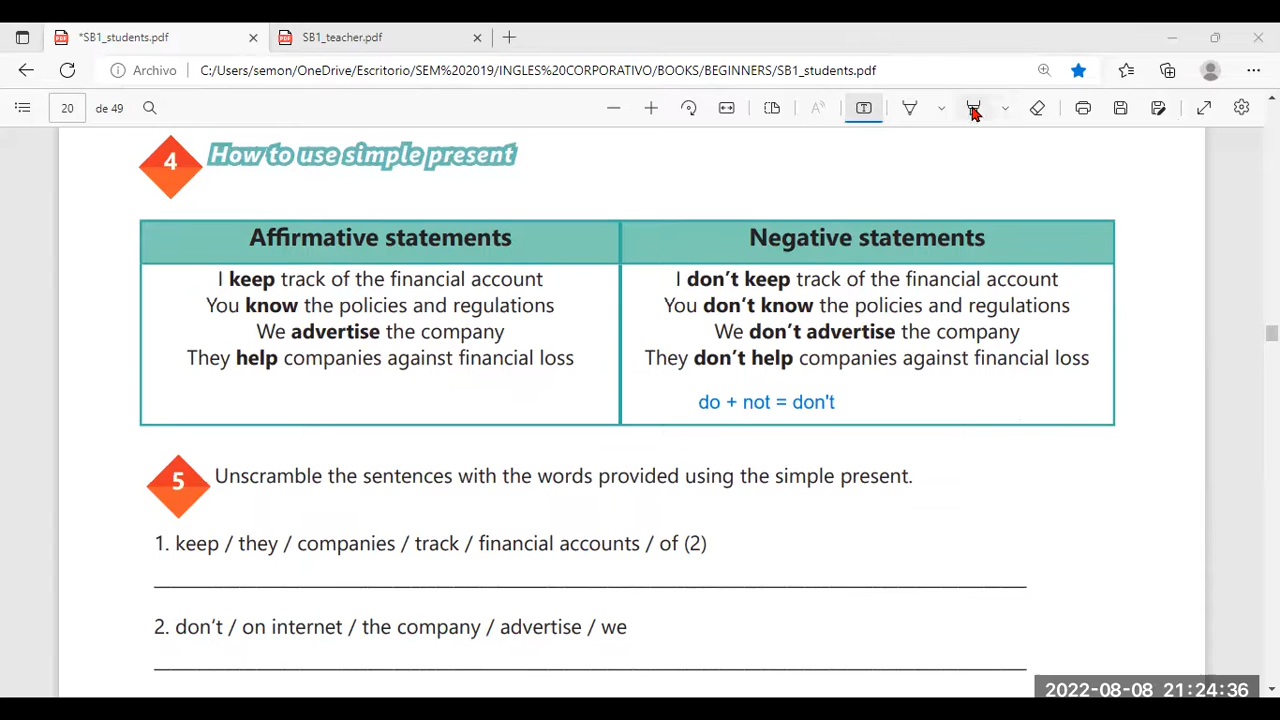 *SB1_students.pdf
SB1_teacher.pdf
Archivo
C:/Users/semon/OneDrive/Escritorio/SEM%202019/INGLES%20CORPORATIVO/BOOKS/BEGINNERS/SB1_students.pdf
20 de 49
4 How to use simple present
Affirmative statements
I keep track of the financial account
You know the policies and regulations
We advertise the company
They help companies against financial loss
Negative statements
I don't keep track of the financial account
You don't know the policies and regulations
We don't advertise the company
They don't help companies against financial loss
do + not = don't
5 Unscramble the sentences with the words provided using the simple present.
1. keep / they / companies / track / financial accounts / of (2)
2. don't / on internet / the company / advertise / we
2022-08-08 21:24:36